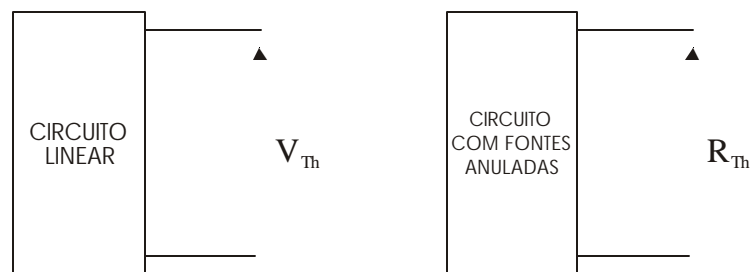 CIRCUITO
LINEAR
V_Th
CIRCUITO
COM FONTES
ANULADAS
R_Th